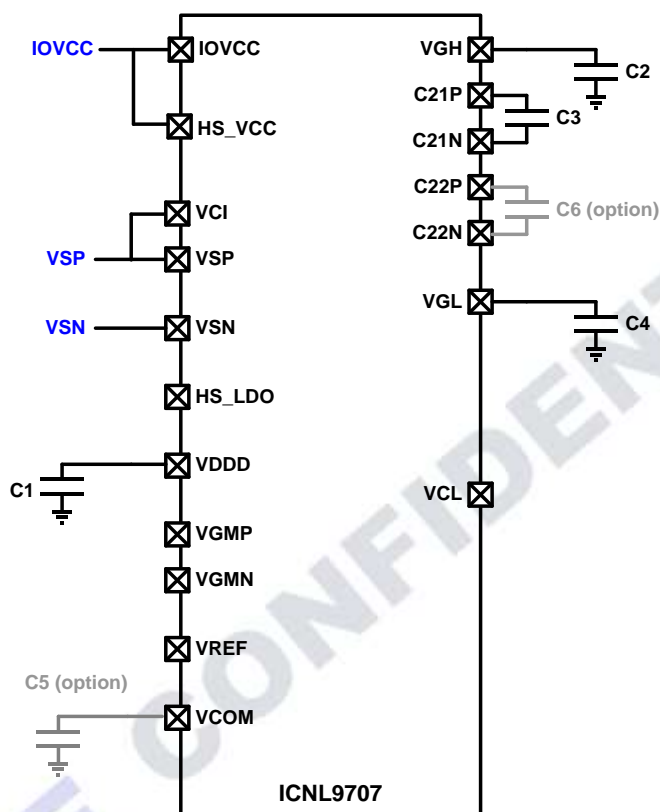 IOVCC
IOVCC
HS_VCC
VCI
VSP
VSP
VSN
VSN
HS_LDO
C1
VDDD
VGMP
VGMN
VREF
C5 (option)
VCOM
VGH
C2
C21P
C3
C21N
C22P
C6 (option)
C22N
VGL
C4
VCL
ICNL9707
CONFIDEN